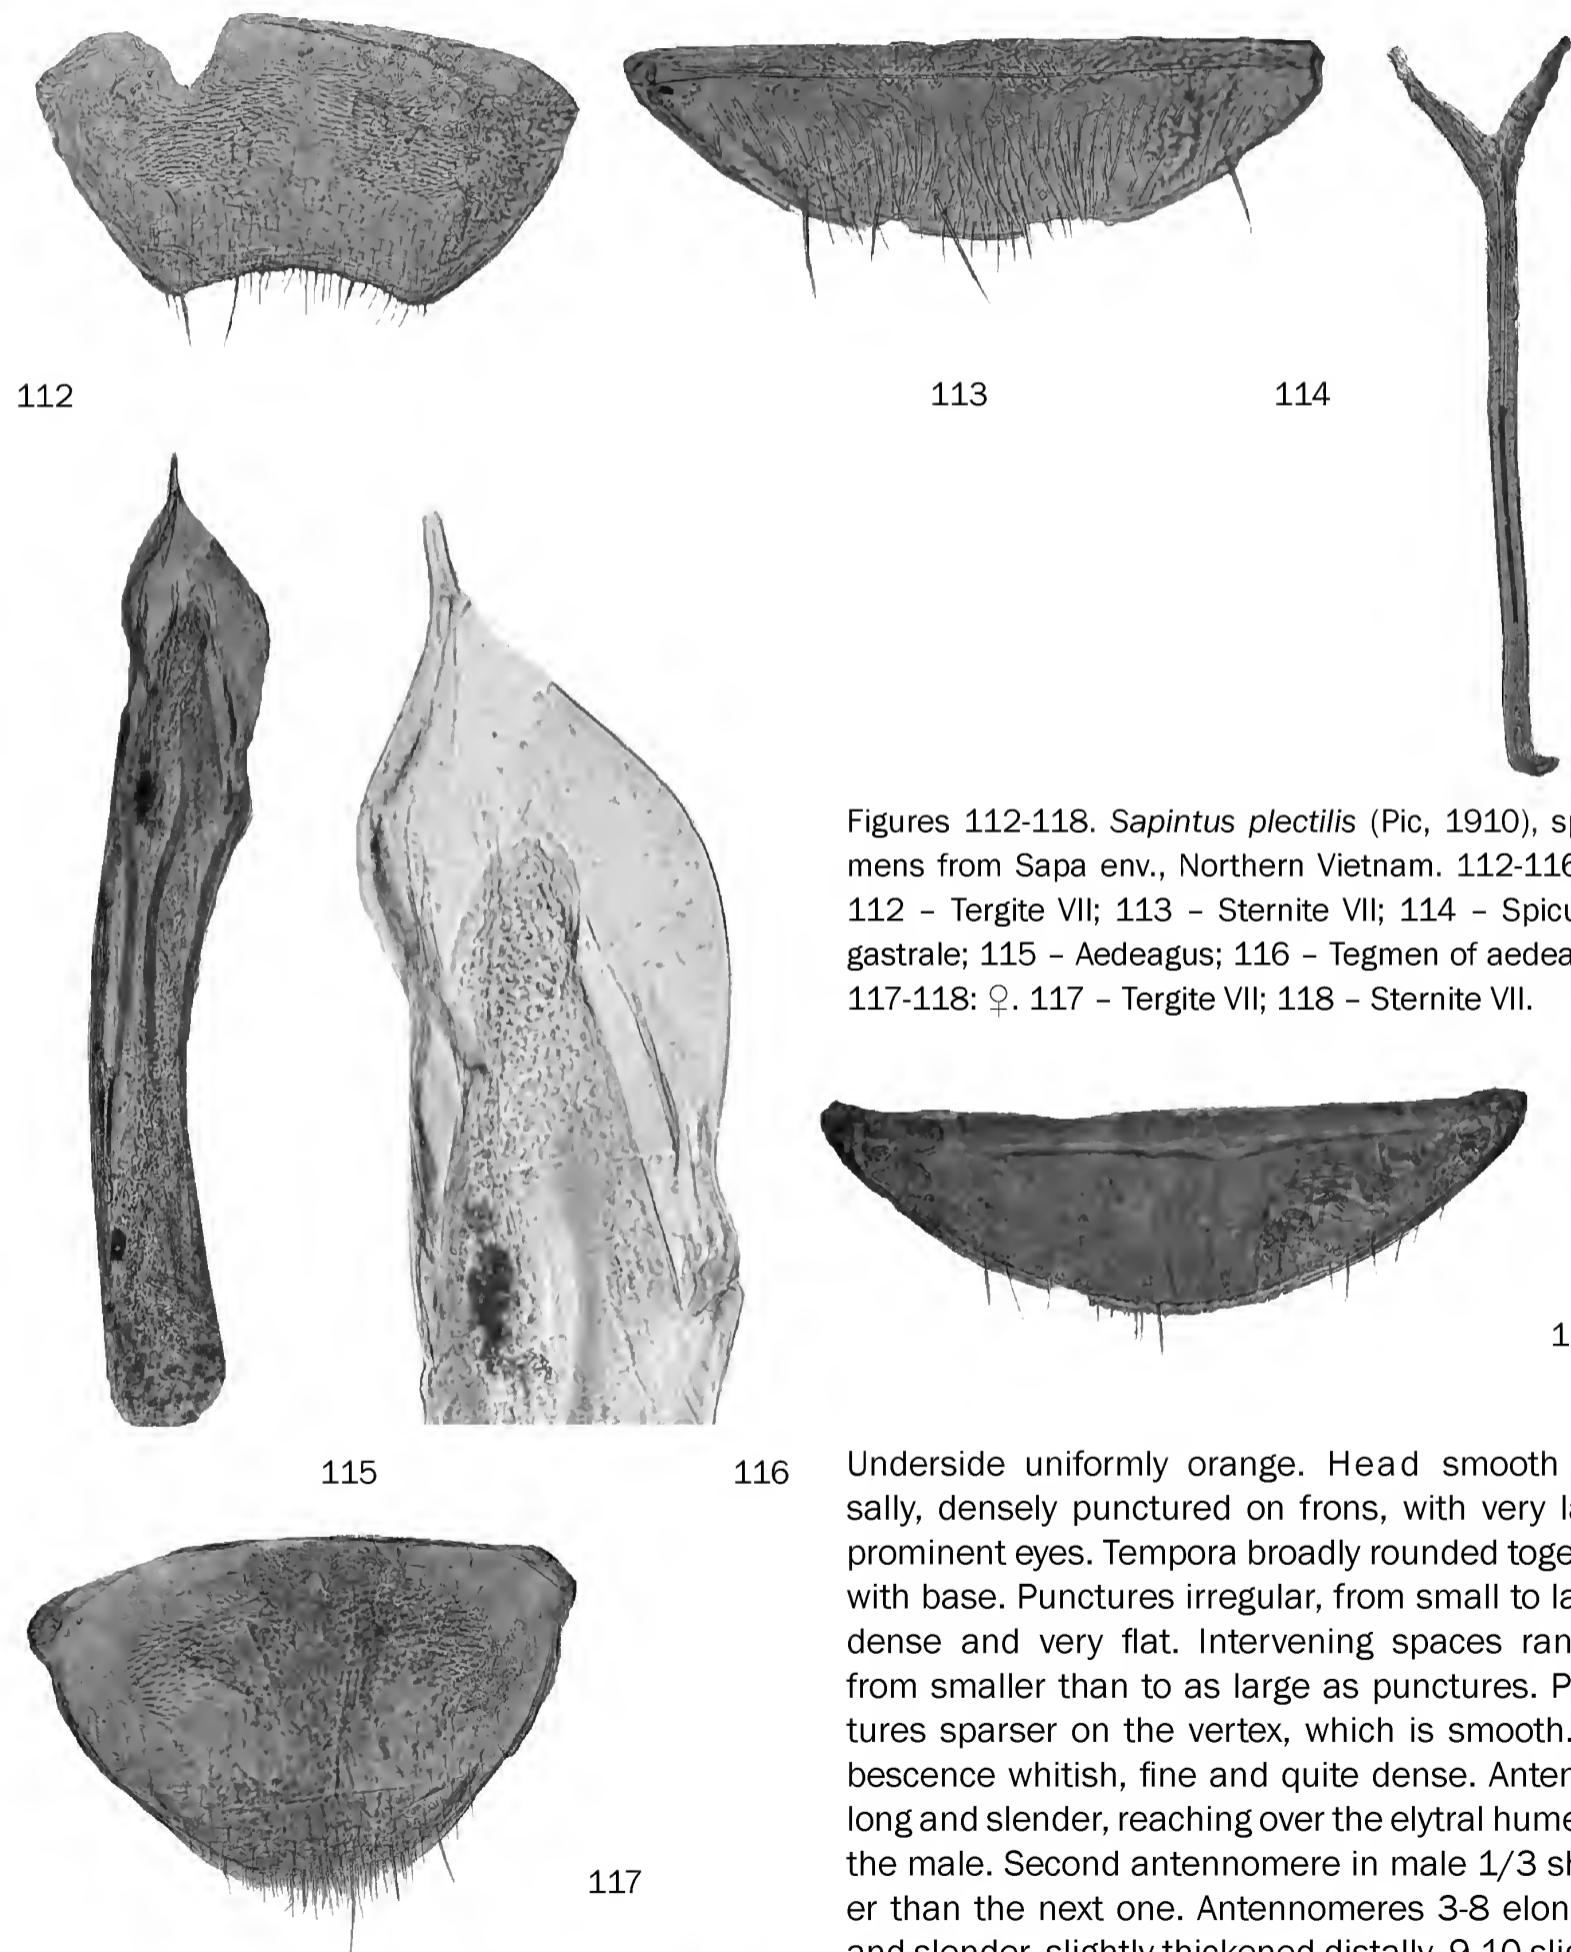 112
113
114
Figures 112-118. Sapintus plectilis (Pic, 1910),
mens from Sapa env., Northern Vietnam.
112 – Tergite VII; 113 – Sternite VII; 114 –
gastrale; 115 – Aedeagus; 116 – Tegmen of
117-118: ♀. 117 – Tergite VII; 118 – Sternite VII.
115
116
Underside uniformly orange. Head smooth
sally, densely punctured on frons, with very
prominent eyes. Tempora broadly rounded
with base. Punctures irregular, from small to
dense and very flat. Intervening spaces
from smaller than to as large as punctures.
tures sparser on the vertex, which is smooth.
bescence whitish, fine and quite dense.
long and slender, reaching over the elytral
the male. Second antennomere in male 1/3
er than the next one. Antennomeres 3-8
117